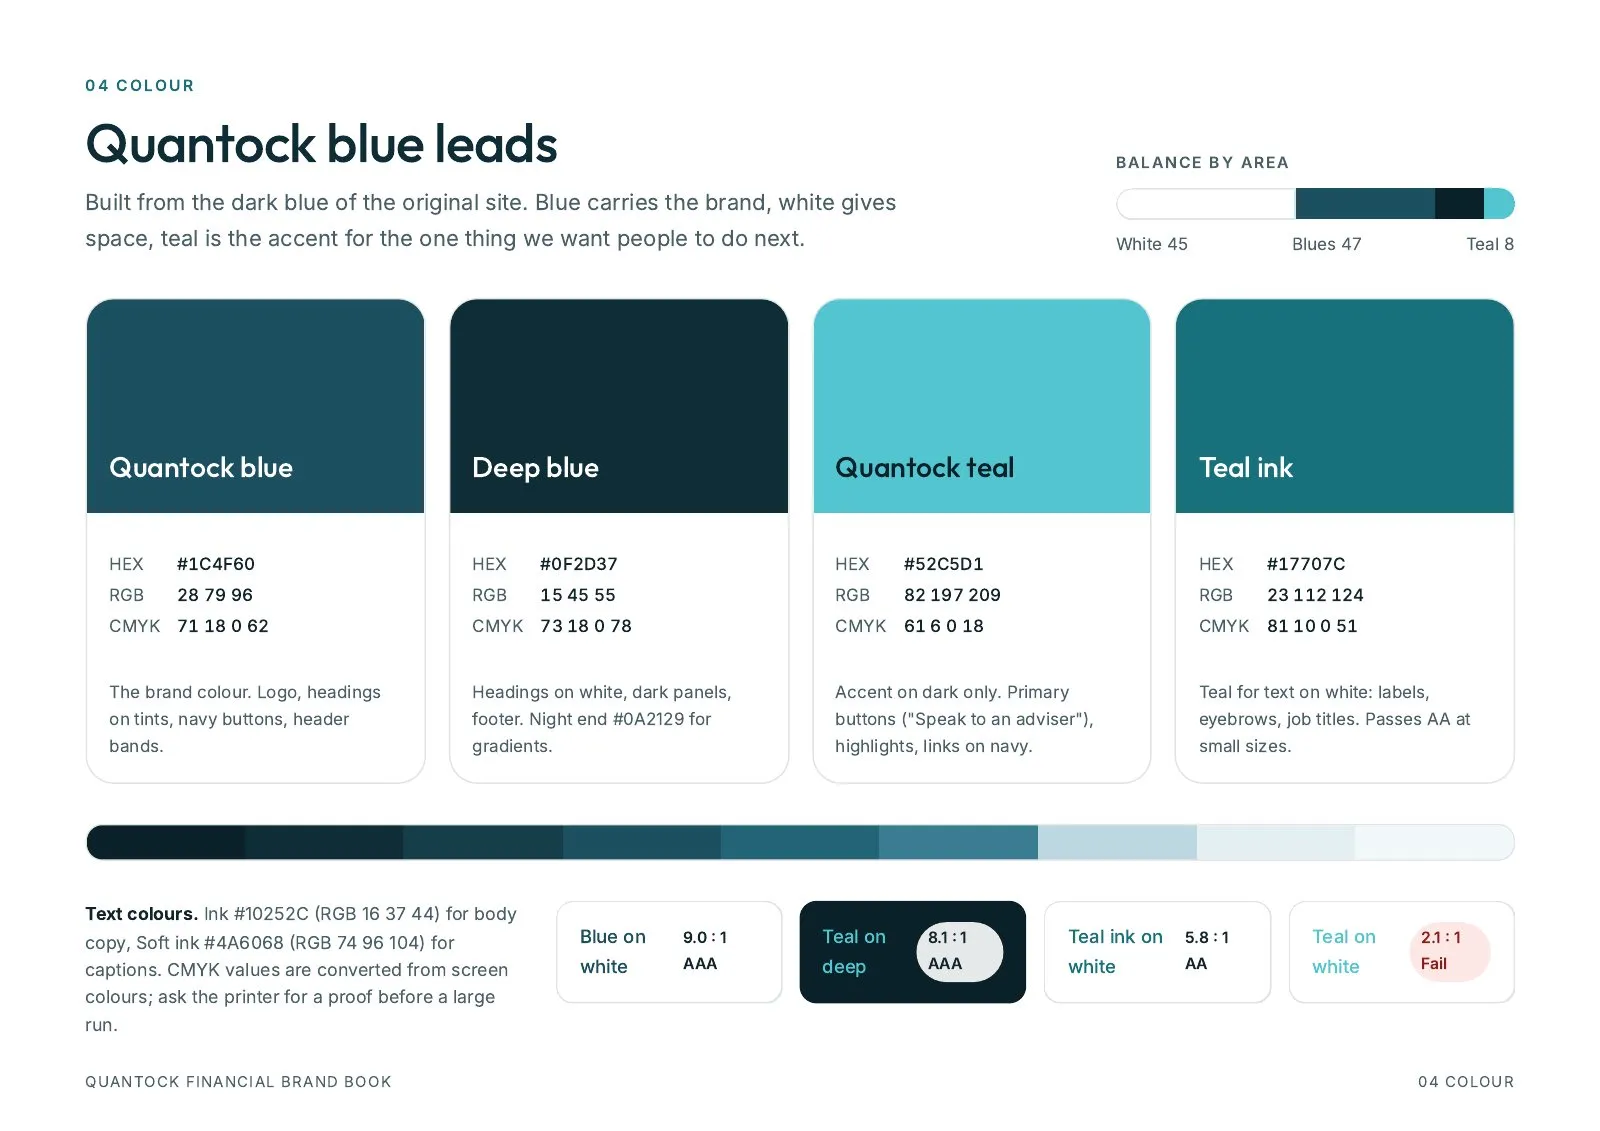 04 COLOUR
Quantock blue leads
Built from the dark blue of the original site. Blue carries the brand, white gives
space, teal is the accent for the one thing we want people to do next.
BALANCE BY AREA
White 45 Blues 47 Teal 8
Quantock blue
HEX #1C4F60
RGB 28 79 96
CMYK 71 18 0 62
The brand colour. Logo, headings
on tints, navy buttons, header
bands.
Deep blue
HEX #0F2D37
RGB 15 45 55
CMYK 73 18 0 78
Headings on white, dark panels,
footer. Night end #0A2129 for
gradients.
Quantock teal
HEX #52C5D1
RGB 82 197 209
CMYK 61 6 0 18
Accent on dark only. Primary
buttons ("Speak to an adviser"),
highlights, links on navy.
Teal ink
HEX #17707C
RGB 23 112 124
CMYK 81 10 0 51
Teal for text on white: labels,
eyebrows, job titles. Passes AA at
small sizes.
Text colours. Ink #10252C (RGB 16 37 44) for body
copy, Soft ink #4A6068 (RGB 74 96 104) for
captions. CMYK values are converted from screen
colours; ask the printer for a proof before a large
run.
Blue on
white
9.0 : 1
AAA
Teal on
deep
8.1 : 1
AAA
Teal ink on
white
5.8 : 1
AA
Teal on
white
2.1 : 1
Fail
QUANTOCK FINANCIAL BRAND BOOK
04 COLOUR